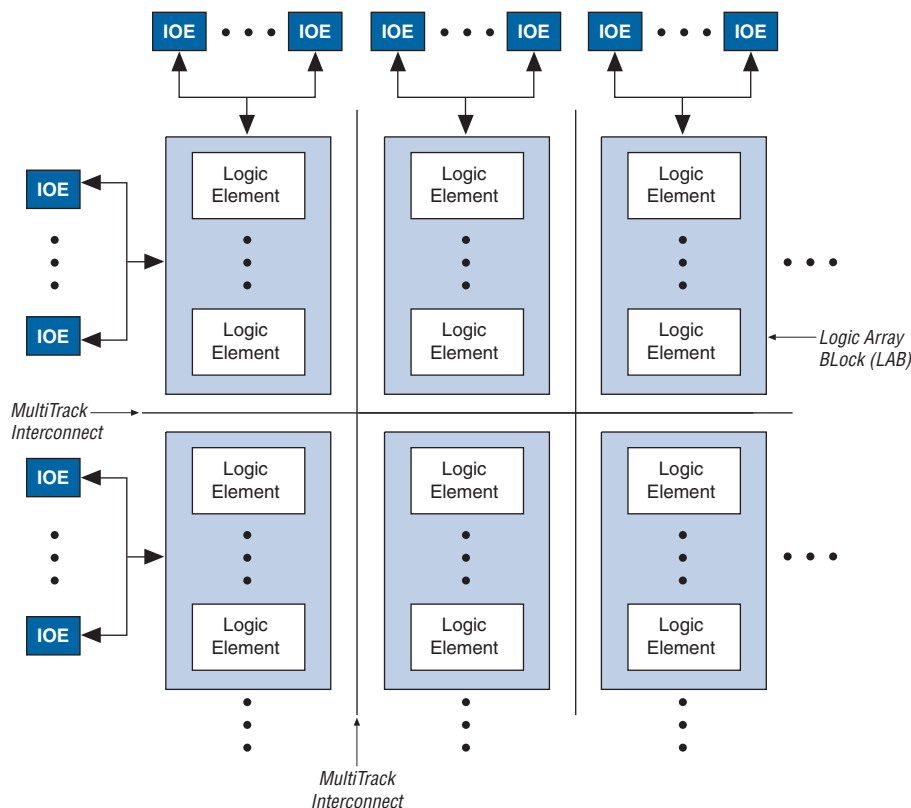 IOE IOE IOE IOE IOE IOE
Logic Element Logic Element Logic Element
IOE
IOE
Logic Element Logic Element Logic Element
Logic Array
BLock (LAB)
MultiTrack
Interconnect
Logic Element Logic Element Logic Element
IOE
IOE
Logic Element Logic Element Logic Element
MultiTrack
Interconnect